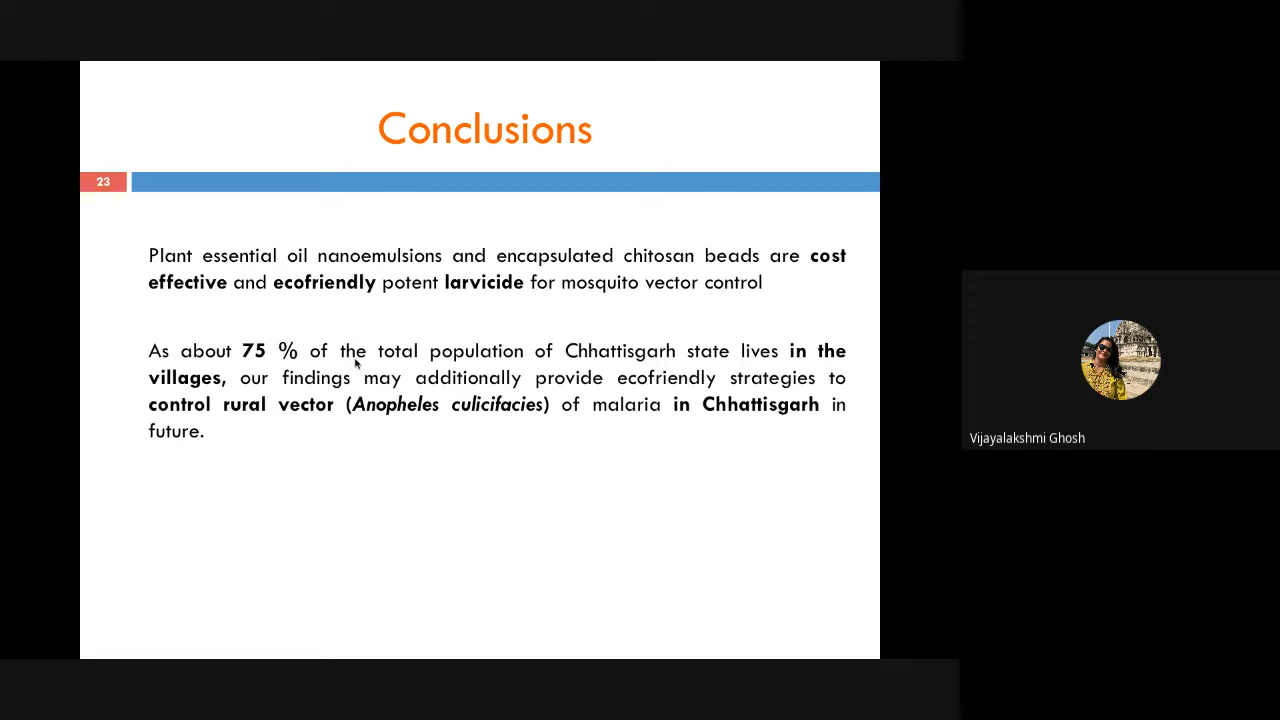 Conclusions
23
Plant essential oil nanoemulsions and encapsulated chitosan beads are cost
effective and ecofriendly potent larvicide for mosquito vector control
As about 75 % of the total population of Chhattisgarh state lives in the
villages, our findings may additionally provide ecofriendly strategies to
control rural vector (Anopheles culicifacies) of malaria in Chhattisgarh in
future.
Vijayalakshmi Ghosh